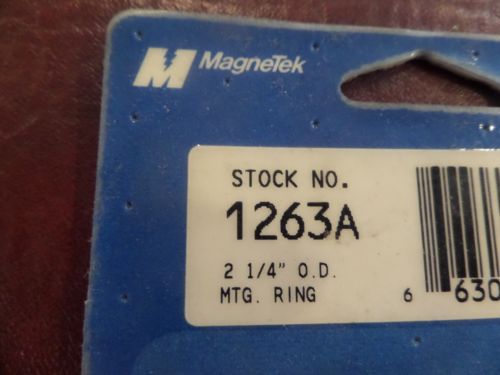 MagneTek
STOCK NO.
1263A
2 1/4" O.D.
MTG. RING
6 630